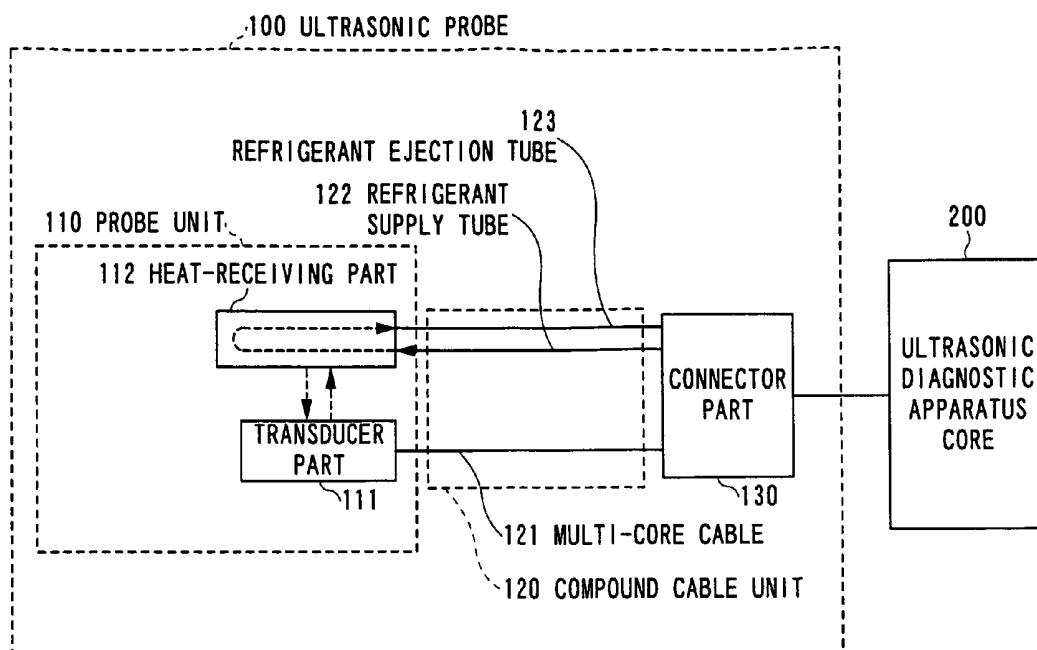 100 ULTRASONIC PROBE
123
REFRIGERANT EJECTION TUBE
122 REFRIGERANT
SUPPLY TUBE
110 PROBE UNIT
112 HEAT-RECEIVING PART
200
CONNECTOR
PART
ULTRASONIC
DIAGNOSTIC
APPARATUS
CORE
TRANSDUCER
PART
111
130
121 MULTI-CORE CABLE
120 COMPOUND CABLE UNIT